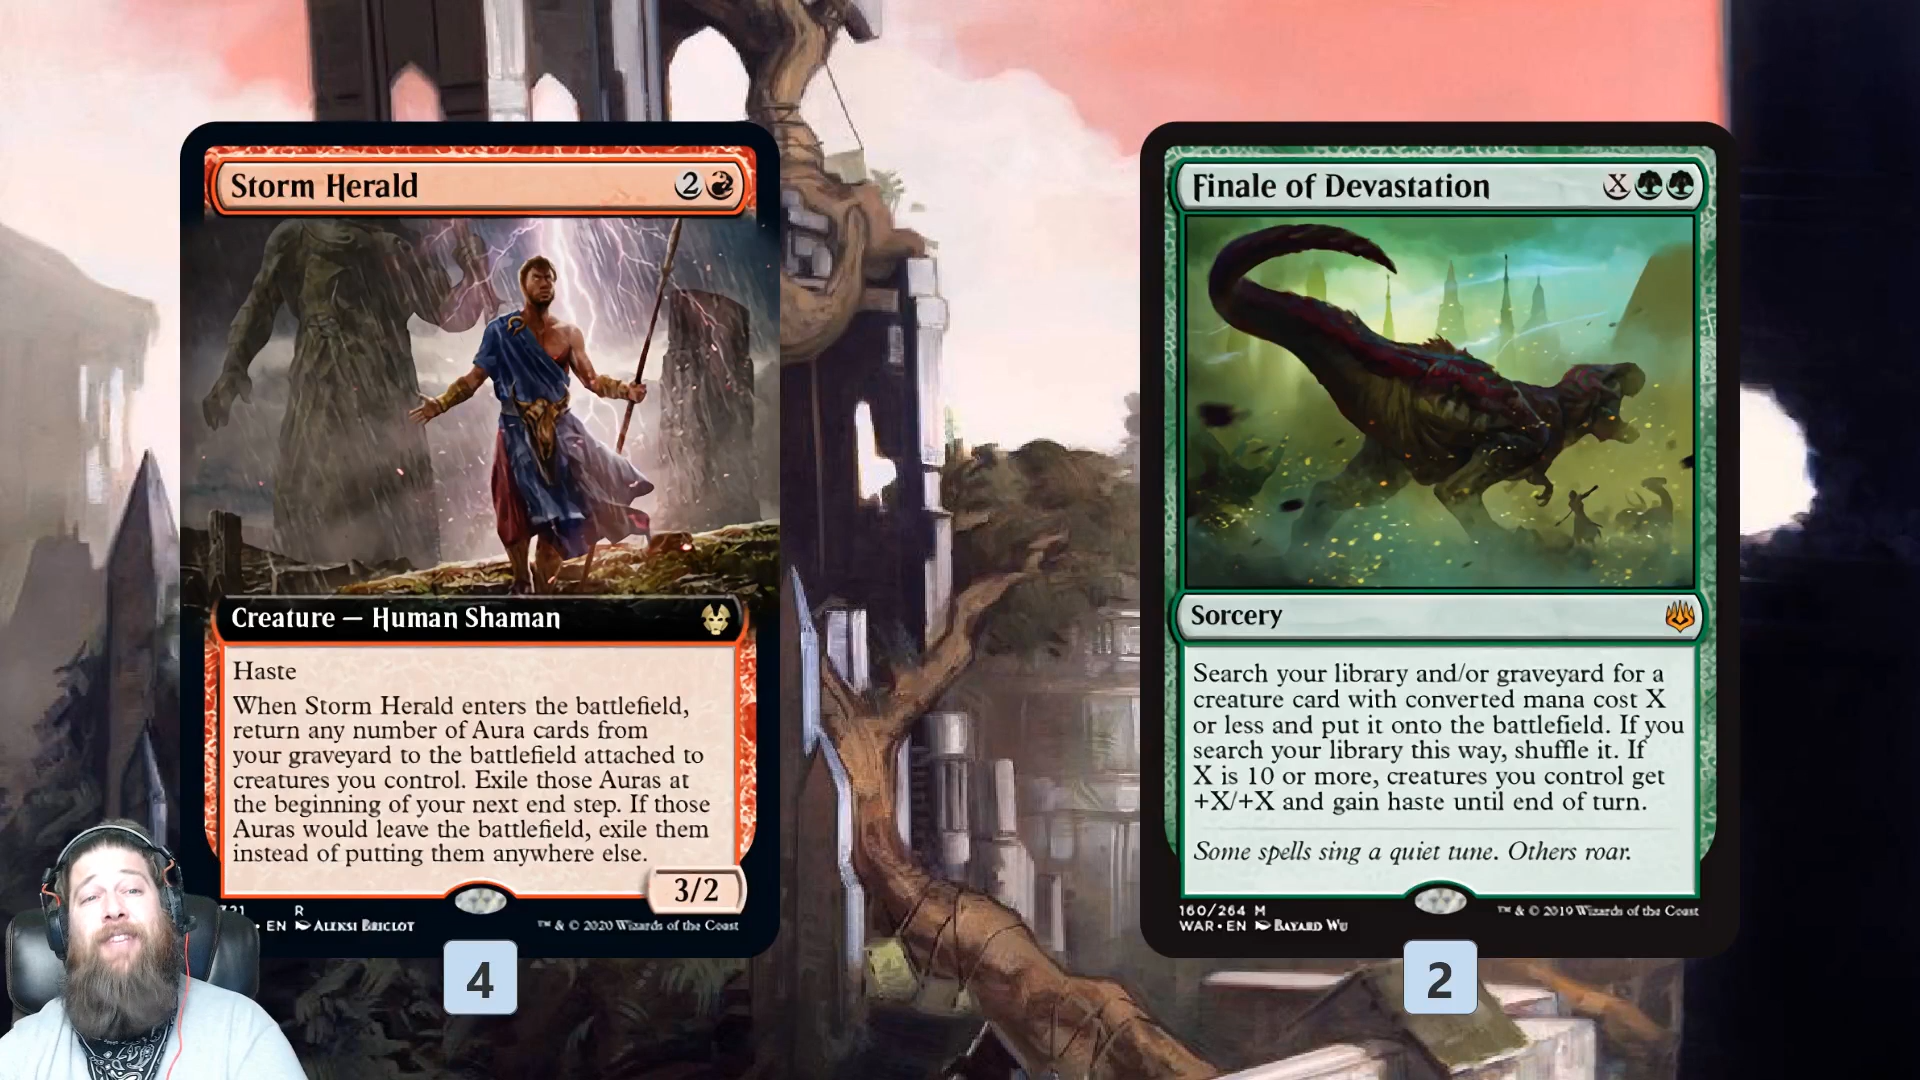 Storm Herald
2
Creature — Human Shaman
Haste
When Storm Herald enters the battlefield,
return any number of Aura cards from
your graveyard to the battlefield attached to
creatures you control. Exile those Auras at
the beginning of your next end step. If those
Auras would leave the battlefield, exile them
instead of putting them anywhere else.
3/2
R
• EN ALEKSI BRICLOT
™ & © 2020 Wizards of the Coast
4
Finale of Devastation
X
Sorcery
Search your library and/or graveyard for a
creature card with converted mana cost X
or less and put it onto the battlefield. If you
search your library this way, shuffle it. If
X is 10 or more, creatures you control get
+X/+X and gain haste until end of turn.
Some spells sing a quiet tune. Others roar.
160/264 M
WAR • EN BAYARD WU
™ & © 2019 Wizards of the Coast
2